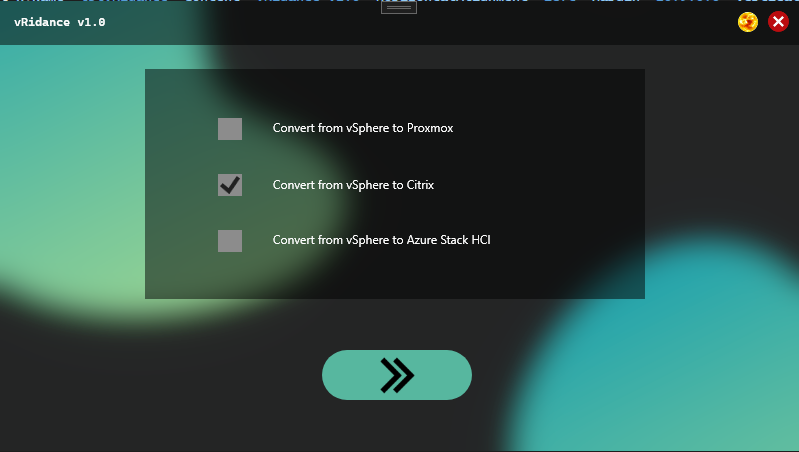 vRidance v1.0
Convert from vSphere to Proxmox
Convert from vSphere to Citrix
Convert from vSphere to Azure Stack HCI